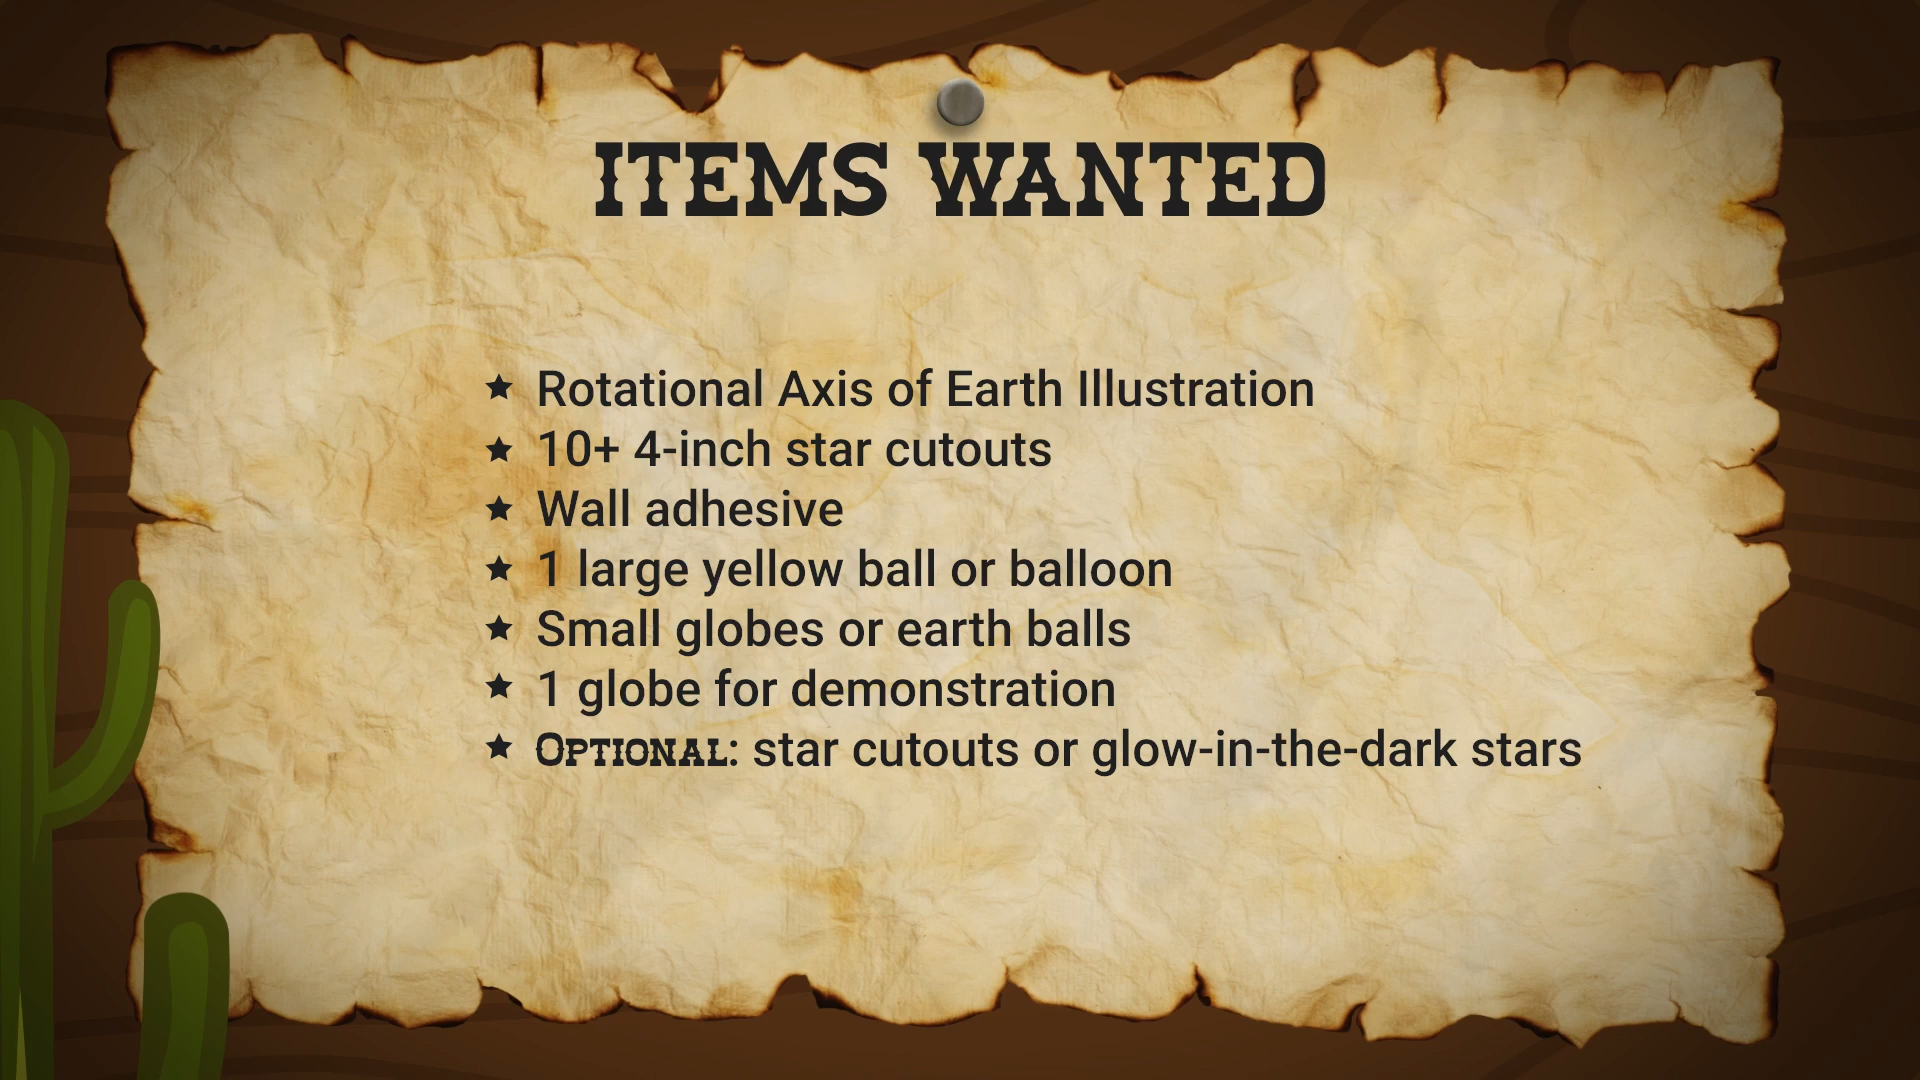 ITEMS WANTED
★ Rotational Axis of Earth Illustration
★ 10+ 4-inch star cutouts
★ Wall adhesive
★ 1 large yellow ball or balloon
★ Small globes or earth balls
★ 1 globe for demonstration
★ OPTIONAL: star cutouts or glow-in-the-dark stars